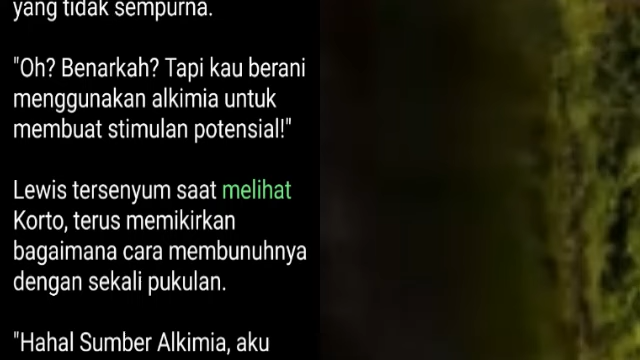 yang tidak sempurna.
"Oh? Benarkah? Tapi kau berani
menggunakan alkimia untuk
membuat stimulan potensial!"
Lewis tersenyum saat melihat
Korto, terus memikirkan
bagaimana cara membunuhnya
dengan sekali pukulan.
"Hahal Sumber Alkimia, aku